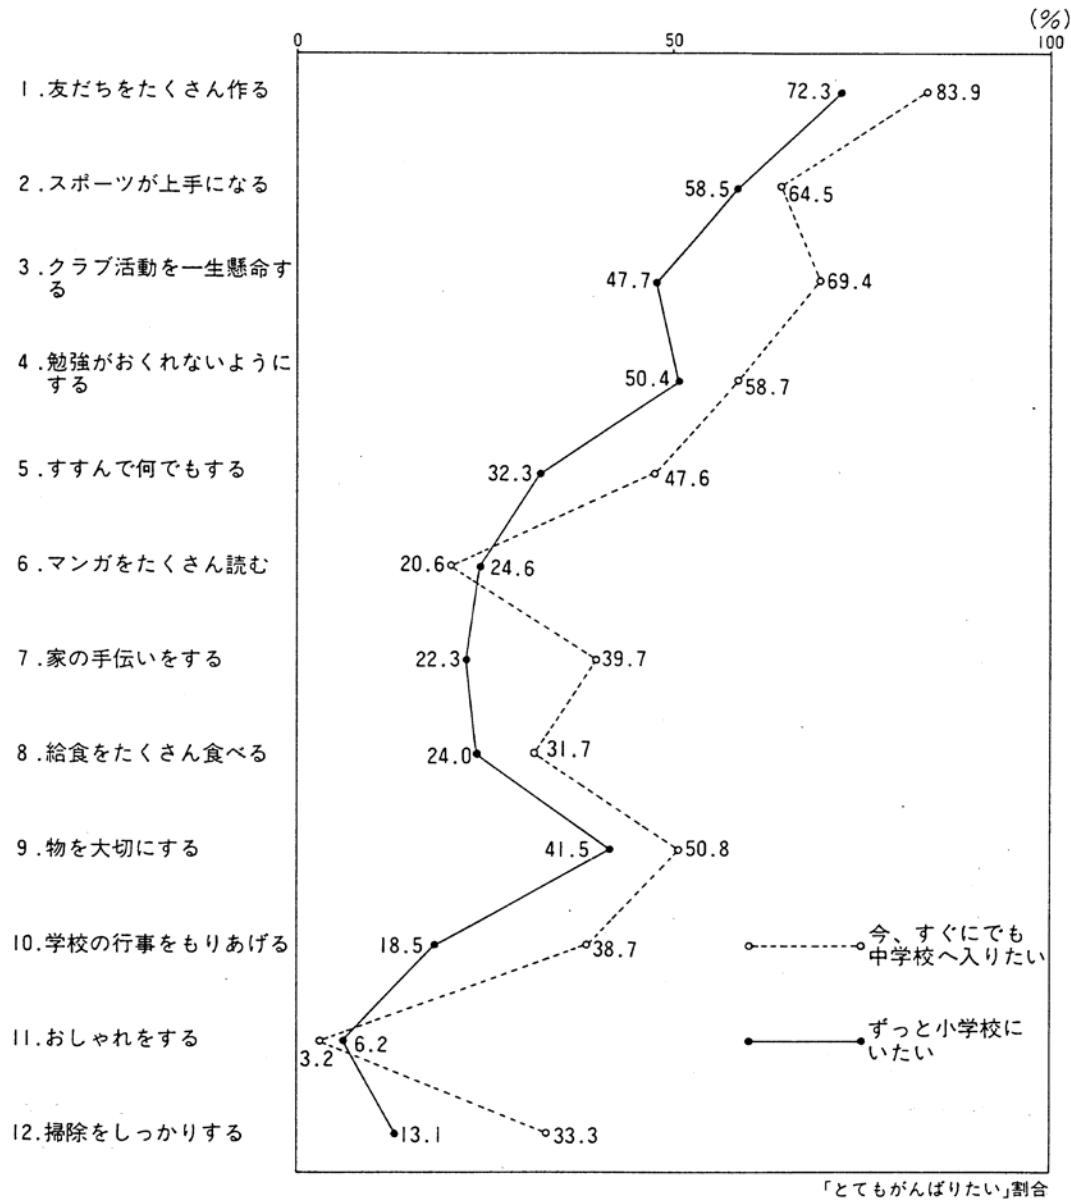 (%)
0 50 100
1.友だちをたくさん作る 72.3 83.9
2.スポーツが上手になる 58.5 64.5
3.クラブ活動を一生懸命す
る 47.7 69.4
4.勉強がおくれないように
する 50.4 58.7
5.すすんで何でもする 32.3 47.6
6.マンガをたくさん読む 20.6 24.6
7.家の手伝いをする 22.3 39.7
8.給食をたくさん食べる 24.0 31.7
9.物を大切にする 41.5 50.8
10.学校の行事をもりあげる 18.5 38.7
今、すぐにでも
中学校へ入りたい
11.おしゃれをする 3.2 6.2
ずっと小学校に
いたい
12.掃除をしっかりする 13.1 33.3
「とてもがんばりたい」割合